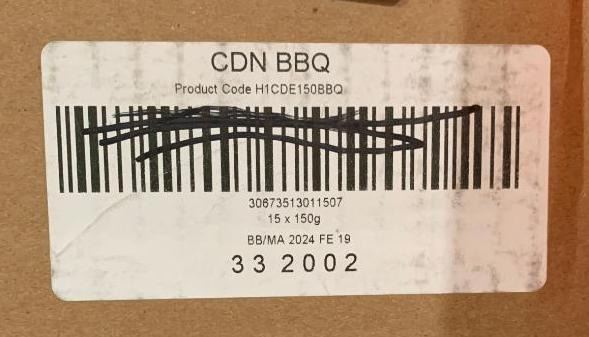 CDN BBQ
Product Code H1CDE150BBQ
30673513011507
15 x 150g
BB/MA 2024 FE 19
33 2002